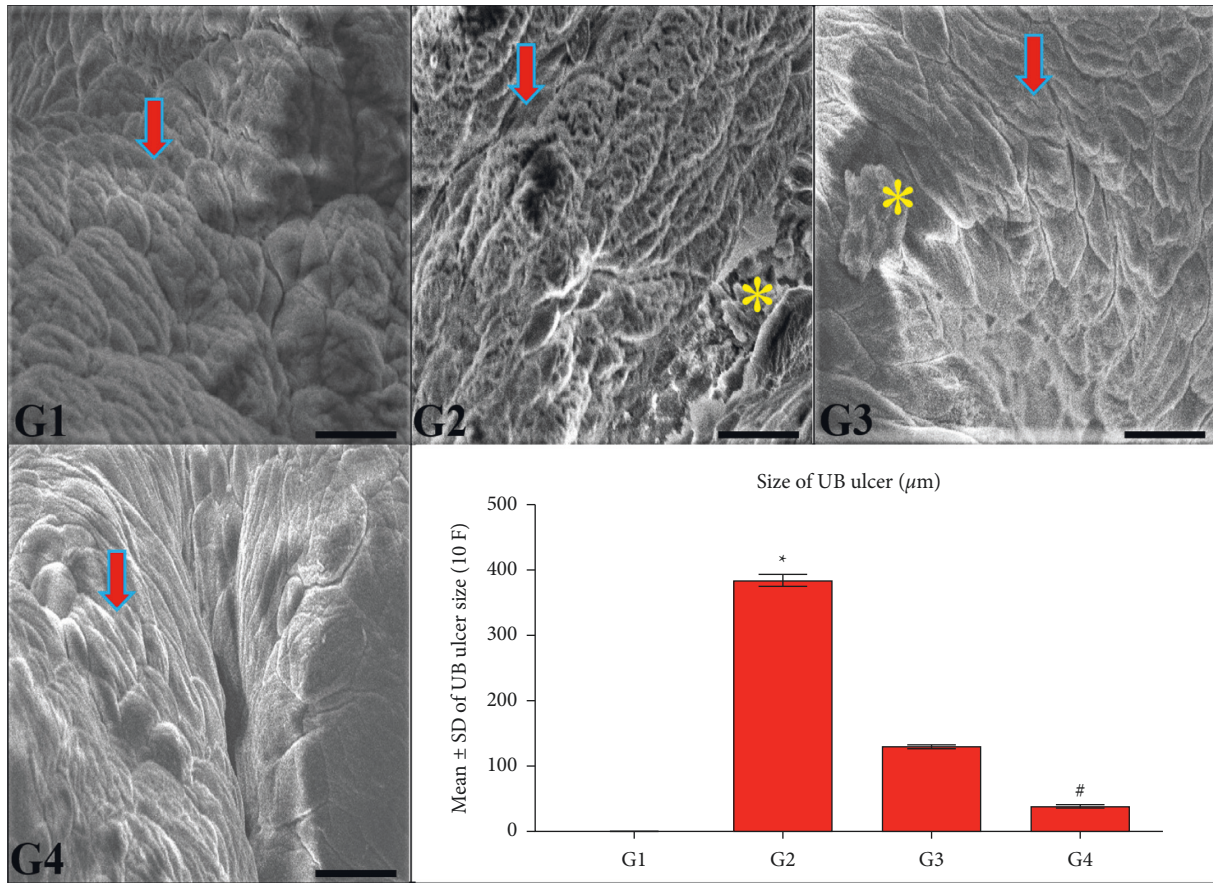 G1
G2
G3
G4
Size of UB ulcer (μm)
Mean ± SD of UB ulcer size (10 F)
500
400
300
200
100
0
*
#
G1 G2 G3 G4